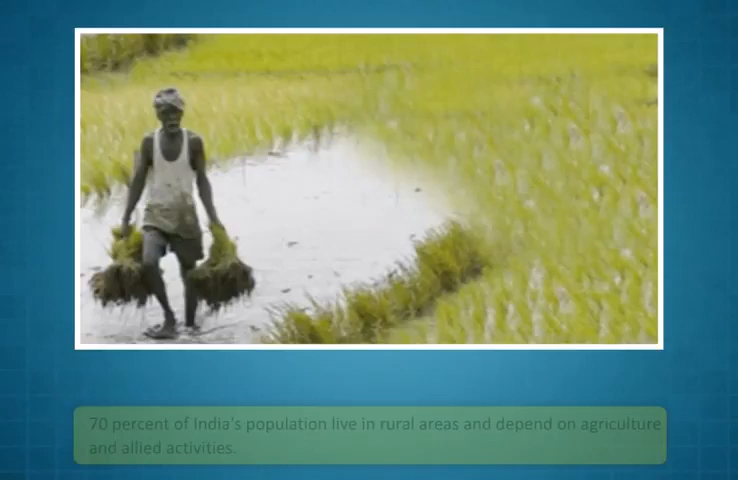 70 percent of India's population live in rural areas and depend on agriculture
and allied activities.